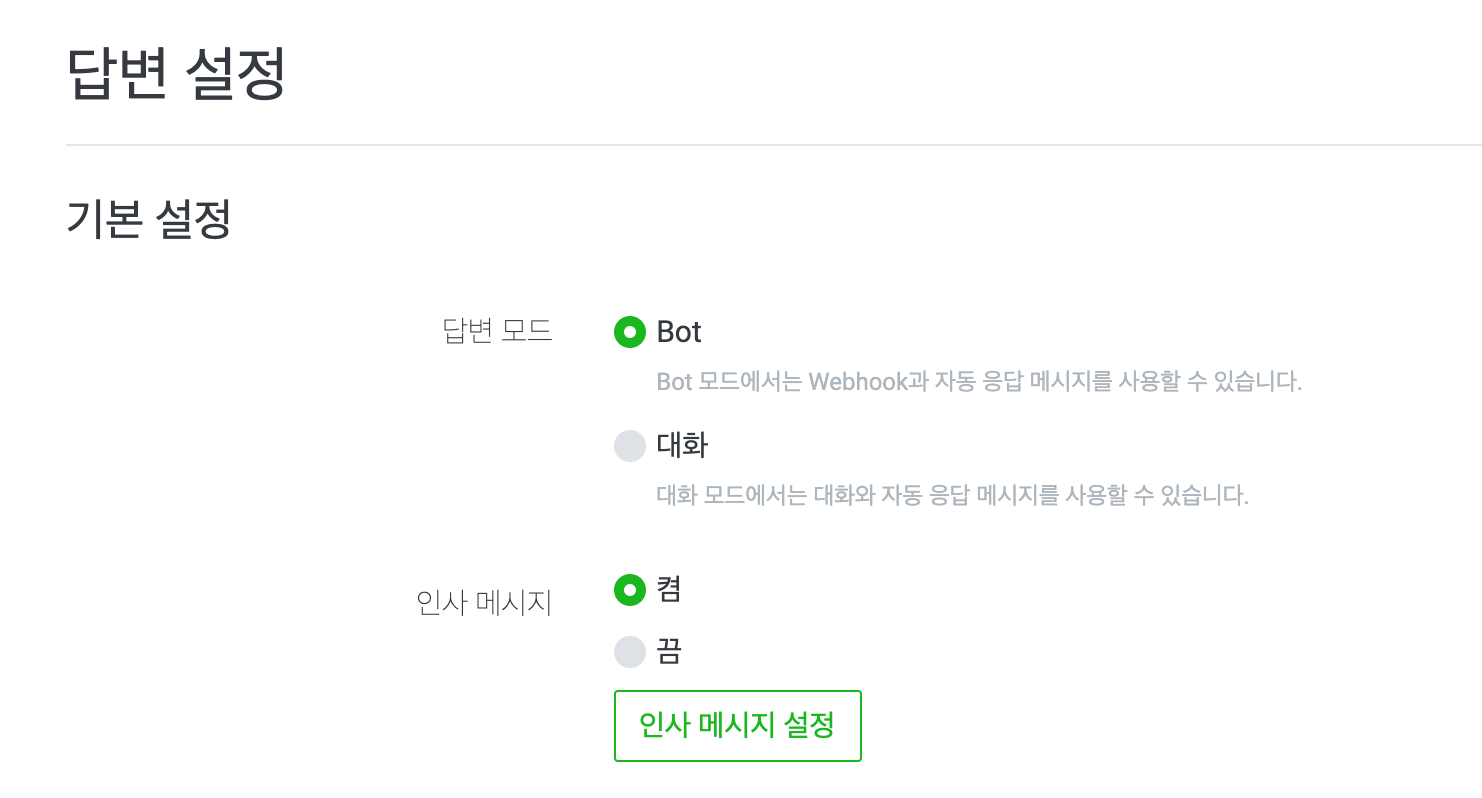 답변 설정
기본 설정
답변 모드
Bot
Bot 모드에서는 Webhook과 자동 응답 메시지를 사용할 수 있습니다.
대화
대화 모드에서는 대화와 자동 응답 메시지를 사용할 수 있습니다.
인사 메시지
켬
끔
인사 메시지 설정